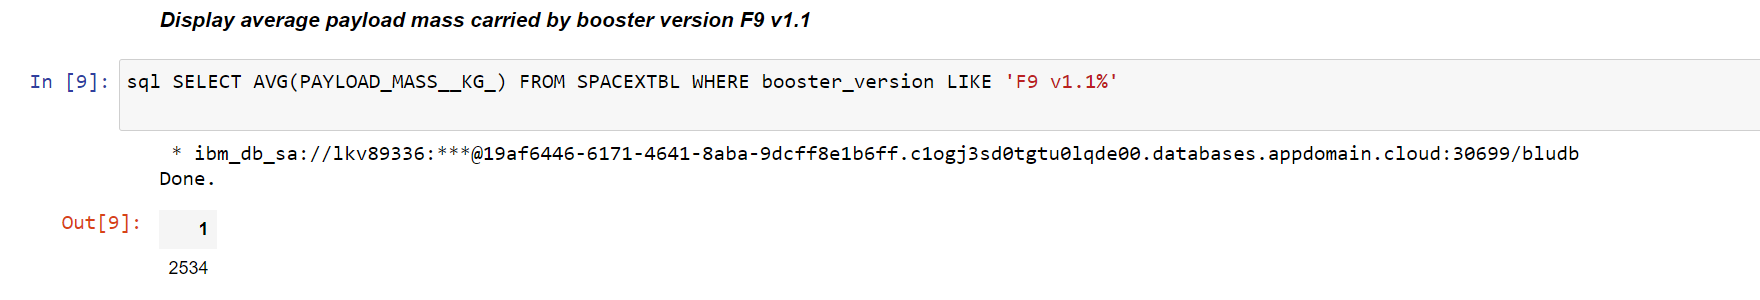 Display average payload mass carried by booster version F9 v1.1
In [9]: sql SELECT AVG(PAYLOAD_MASS__KG_) FROM SPACEXTBL WHERE booster_version LIKE 'F9 v1.1%'
* ibm_db_sa://lkv89336:***@19af6446-6171-4641-8aba-9dcff8e1b6ff.c1ogj3sd0tgtu0lqde00.databases.appdomain.cloud:30699/bludb
Done.
Out[9]: 1
2534